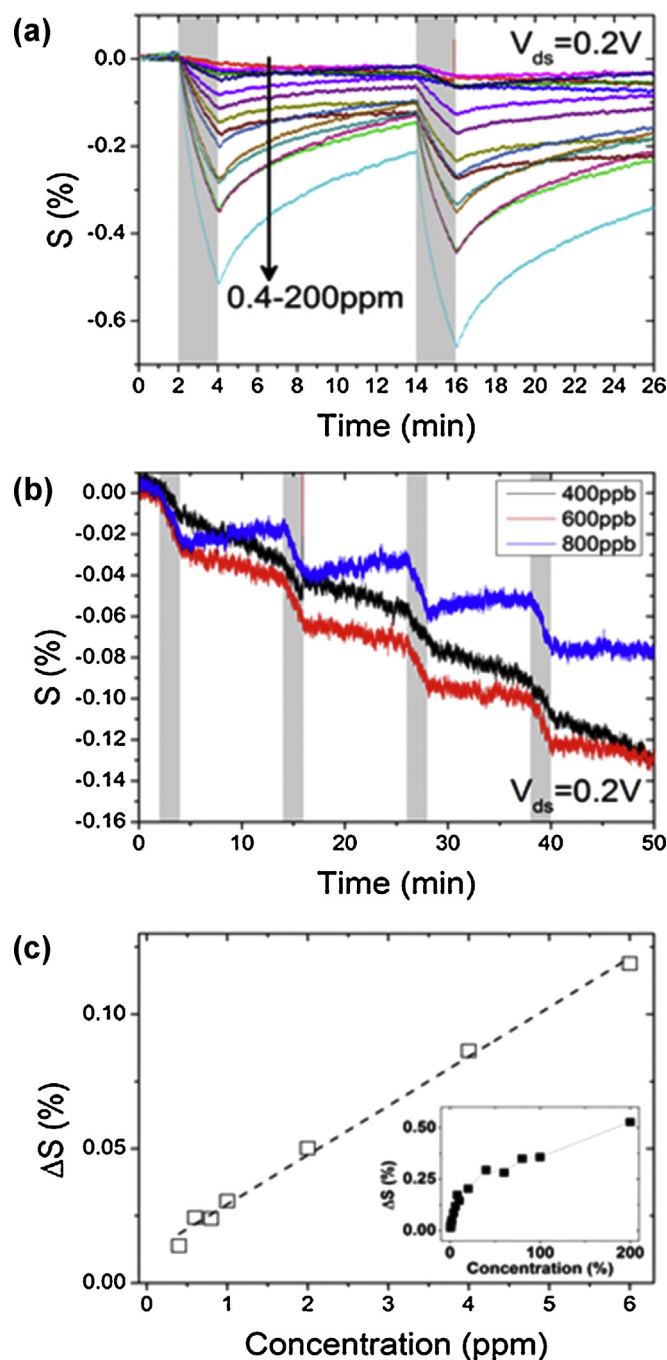 (a)
V_ds=0.2V
0.0
-0.2
-0.4
-0.6
S (%)
0.4-200ppm
0 2 4 6 8 10 12 14 16 18 20 22 24 26
Time (min)
(b)
400ppb
600ppb
800ppb
0.00
-0.02
-0.04
-0.06
-0.08
-0.10
-0.12
-0.14
-0.16
S (%)
V_ds=0.2V
0 10 20 30 40 50
Time (min)
(c)
0.10
0.05
0.00
ΔS (%)
0.50
0.25
0.00
ΔS (%)
0 100 200
Concentration (%)
0 1 2 3 4 5 6
Concentration (ppm)